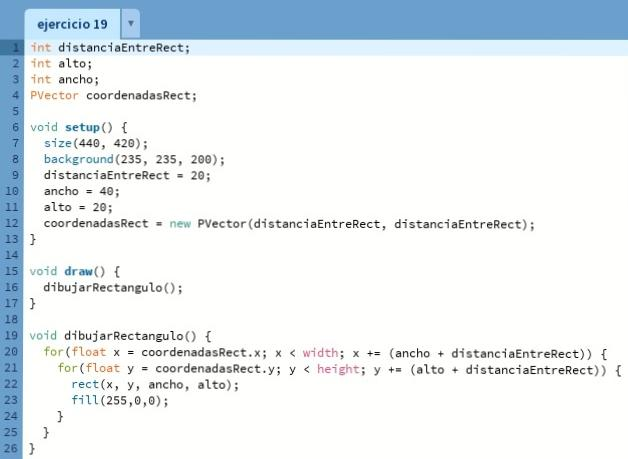 ejercicio 19
1 int distanciaEntreRect;
2 int alto;
3 int ancho;
4 PVector coordenadasRect;
5
6 void setup() {
7   size(440, 420);
8   background(235, 235, 200);
9   distanciaEntreRect = 20;
10   ancho = 40;
11   alto = 20;
12   coordenadasRect = new PVector(distanciaEntreRect, distanciaEntreRect);
13 }
14
15 void draw() {
16   dibujarRectangulo();
17 }
18
19 void dibujarRectangulo() {
20   for(float x = coordenadasRect.x; x < width; x += (ancho + distanciaEntreRect)) {
21     for(float y = coordenadasRect.y; y < height; y += (alto + distanciaEntreRect)) {
22       rect(x, y, ancho, alto);
23       fill(255,0,0);
24     }
25   }
26 }